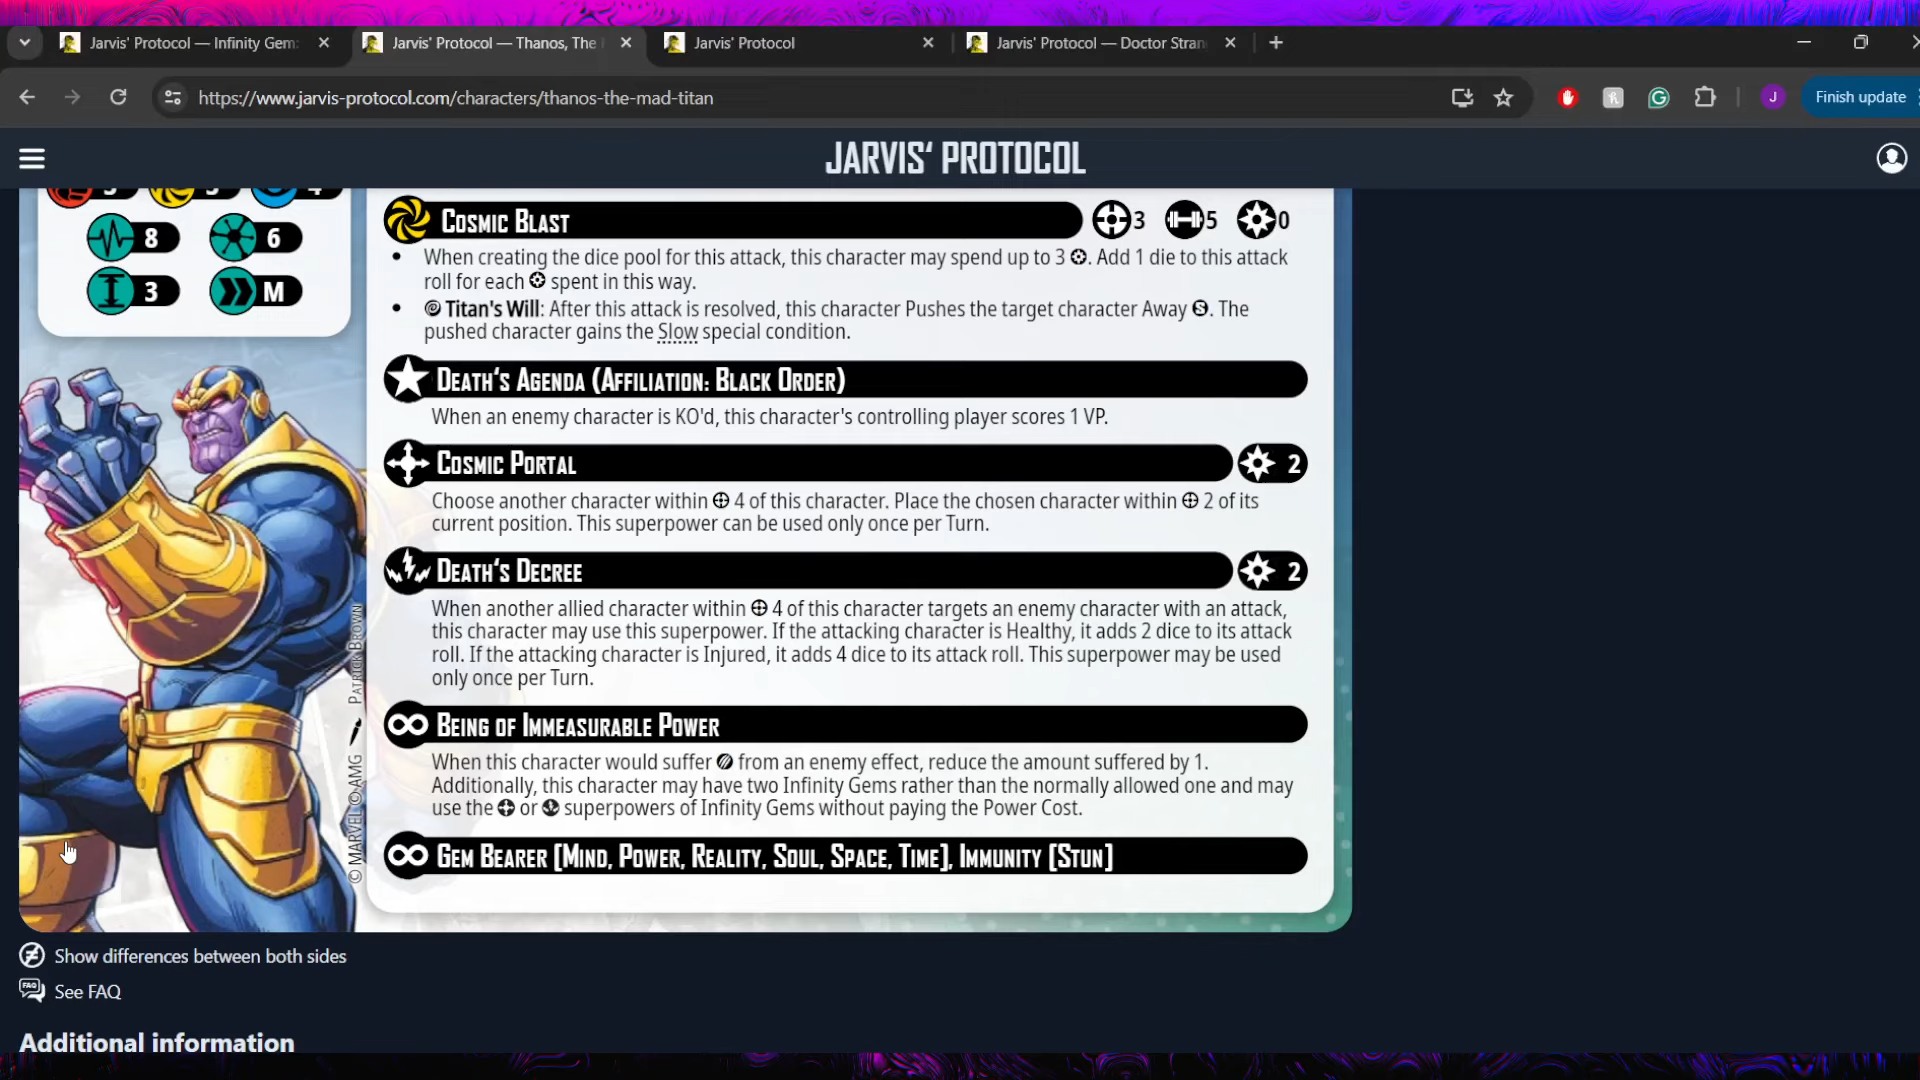 Jarvis' Protocol — Infinity Gem:
Jarvis' Protocol — Thanos, The
Jarvis' Protocol
Jarvis' Protocol — Doctor Stran
https://www.jarvis-protocol.com/characters/thanos-the-mad-titan
J
Finish update
JARVIS' PROTOCOL
8 6
3 M
COSMIC BLAST 3 5 0
When creating the dice pool for this attack, this character may spend up to 3 . Add 1 die to this attack
roll for each spent in this way.
Titan's Will: After this attack is resolved, this character Pushes the target character Away S. The
pushed character gains the Slow special condition.
DEATH'S AGENDA (AFFILIATION: BLACK ORDER)
When an enemy character is KO'd, this character's controlling player scores 1 VP.
COSMIC PORTAL 2
Choose another character within 4 of this character. Place the chosen character within 2 of its
current position. This superpower can be used only once per Turn.
DEATH'S DECREE 2
When another allied character within 4 of this character targets an enemy character with an attack,
this character may use this superpower. If the attacking character is Healthy, it adds 2 dice to its attack
roll. If the attacking character is Injured, it adds 4 dice to its attack roll. This superpower may be used
only once per Turn.
BEING OF IMMEASURABLE POWER
When this character would suffer from an enemy effect, reduce the amount suffered by 1.
Additionally, this character may have two Infinity Gems rather than the normally allowed one and may
use the or superpowers of Infinity Gems without paying the Power Cost.
GEM BEARER [MIND, POWER, REALITY, SOUL, SPACE, TIME], IMMUNITY [STUN]
© MARVEL © AMG PATRICK BROWN
Show differences between both sides
FAQ See FAQ
Additional information